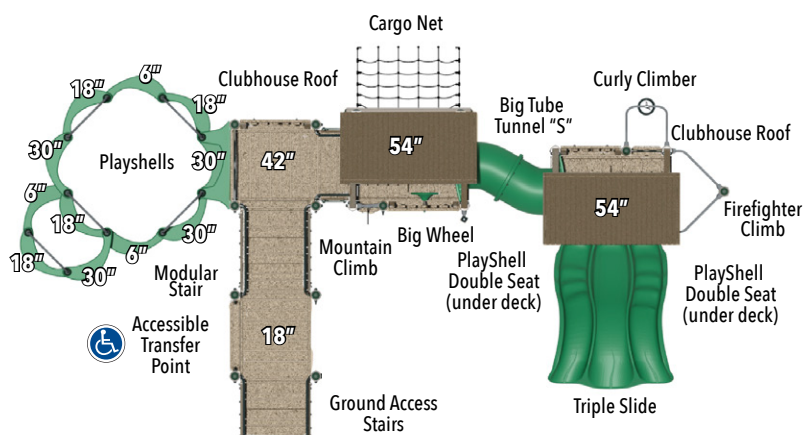 Cargo Net
6"
18"
Clubhouse Roof
18"
Big Tube
Tunnel "S"
Curly Climber
Clubhouse Roof
30"
Playshells
30"
42"
54"
6"
18"
6"
30"
18"
30"
Modular
Stair
Mountain
Climb
Big Wheel
PlayShell
Double Seat
(under deck)
54"
Firefighter
Climb
PlayShell
Double Seat
(under deck)
Accessible
Transfer
Point
18"
Ground Access
Stairs
Triple Slide